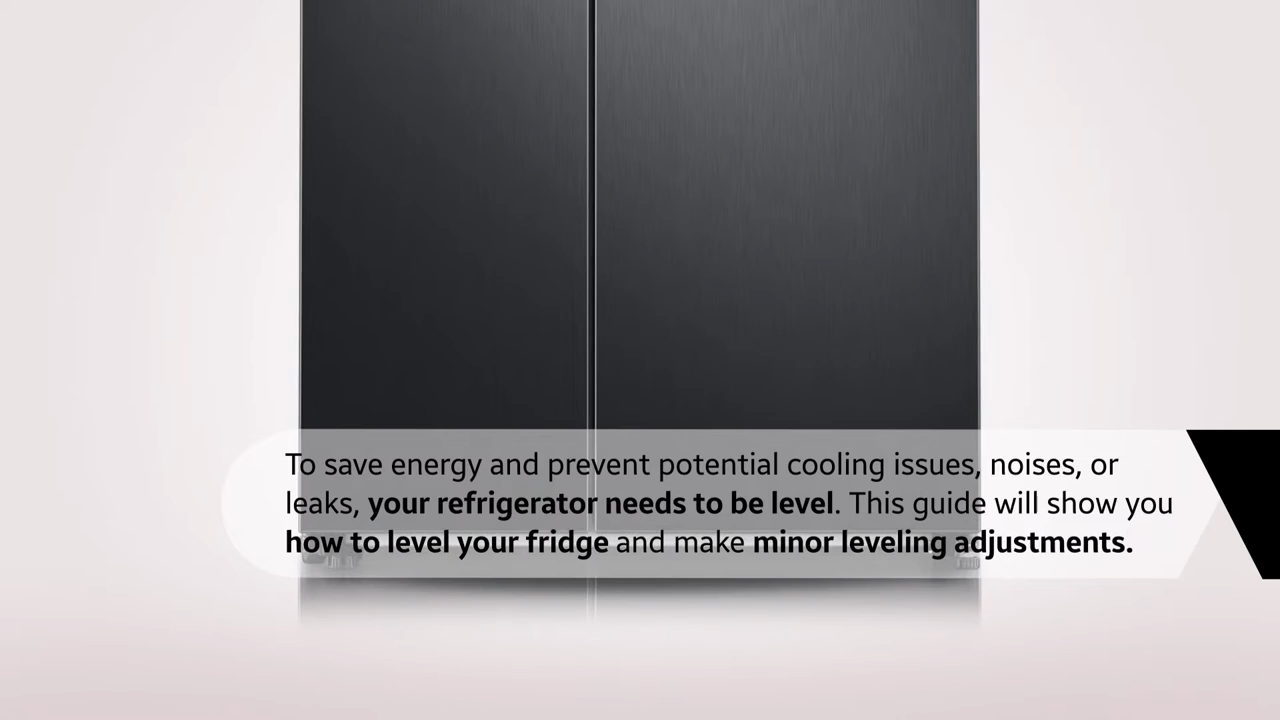 To save energy and prevent potential cooling issues, noises, or
leaks, your refrigerator needs to be level. This guide will show you
how to level your fridge and make minor leveling adjustments.